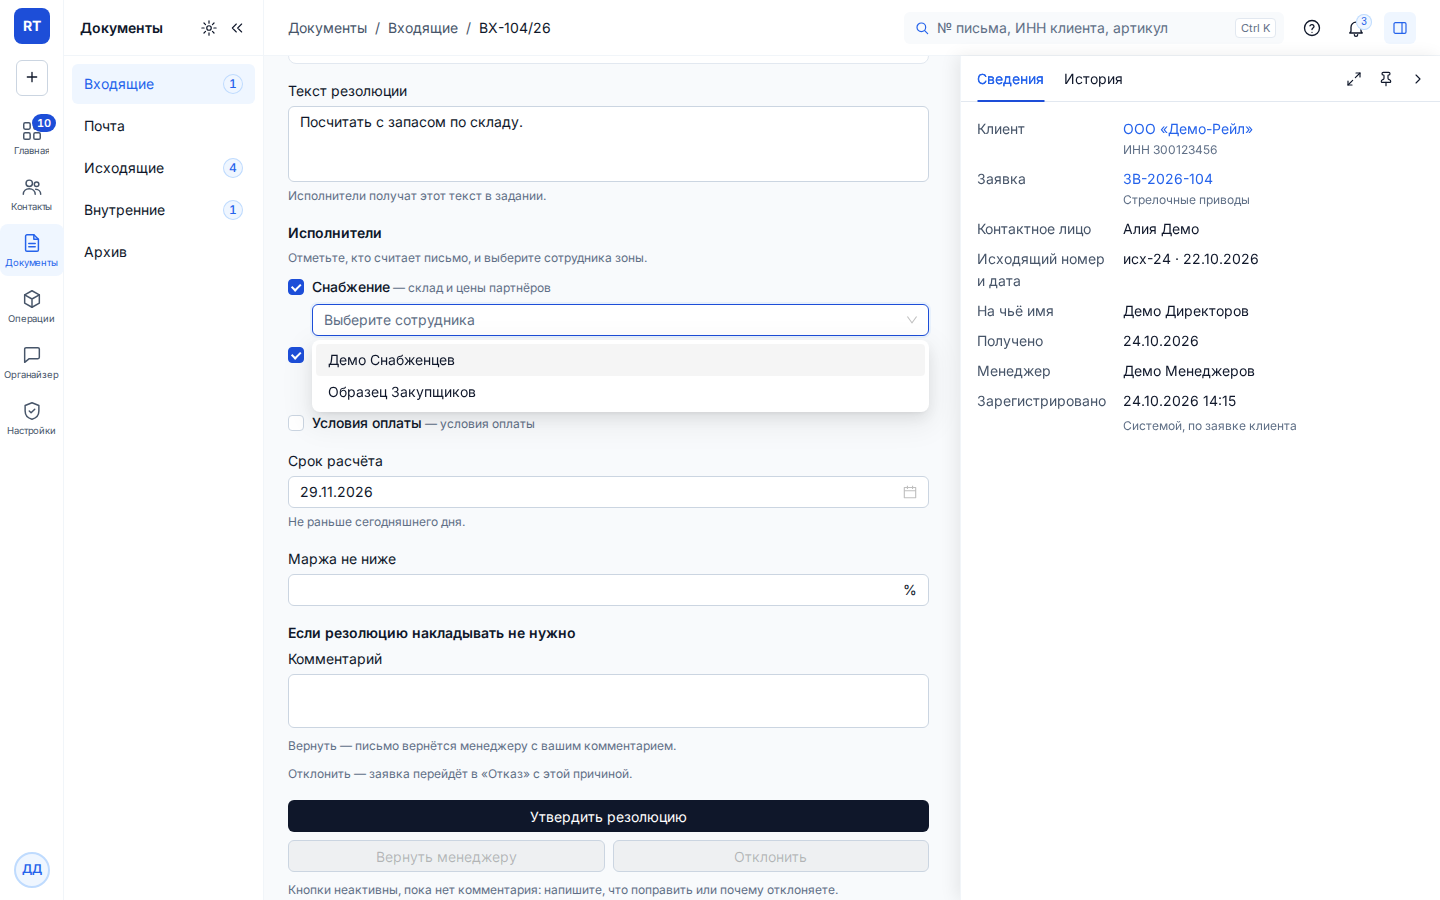 RT
Документы
Документы / Входящие / ВХ-104/26
№ письма, ИНН клиента, артикул
Ctrl K
3
10
Главная
Контакты
Документы
Операции
Органайзер
Настройки
ДД
Входящие 1
Почта
Исходящие 4
Внутренние 1
Архив
Текст резолюции
Посчитать с запасом по складу.
Исполнители получат этот текст в задании.
Исполнители
Отметьте, кто считает письмо, и выберите сотрудника зоны.
Снабжение — склад и цены партнёров
Выберите сотрудника
Демо Снабженцев
Образец Закупщиков
Условия оплаты — условия оплаты
Срок расчёта
29.11.2026
Не раньше сегодняшнего дня.
Маржа не ниже
%
Если резолюцию накладывать не нужно
Комментарий
Вернуть — письмо вернётся менеджеру с вашим комментарием.
Отклонить — заявка перейдёт в «Отказ» с этой причиной.
Утвердить резолюцию
Вернуть менеджеру
Отклонить
Кнопки неактивны, пока нет комментария: напишите, что поправить или почему отклоняете.
Сведения
История
Клиент ООО «Демо-Рейл»
ИНН 300123456
Заявка ЗВ-2026-104
Стрелочные приводы
Контактное лицо Алия Демо
Исходящий номер и дата исх-24 · 22.10.2026
На чьё имя Демо Директоров
Получено 24.10.2026
Менеджер Демо Менеджеров
Зарегистрировано 24.10.2026 14:15
Системой, по заявке клиента